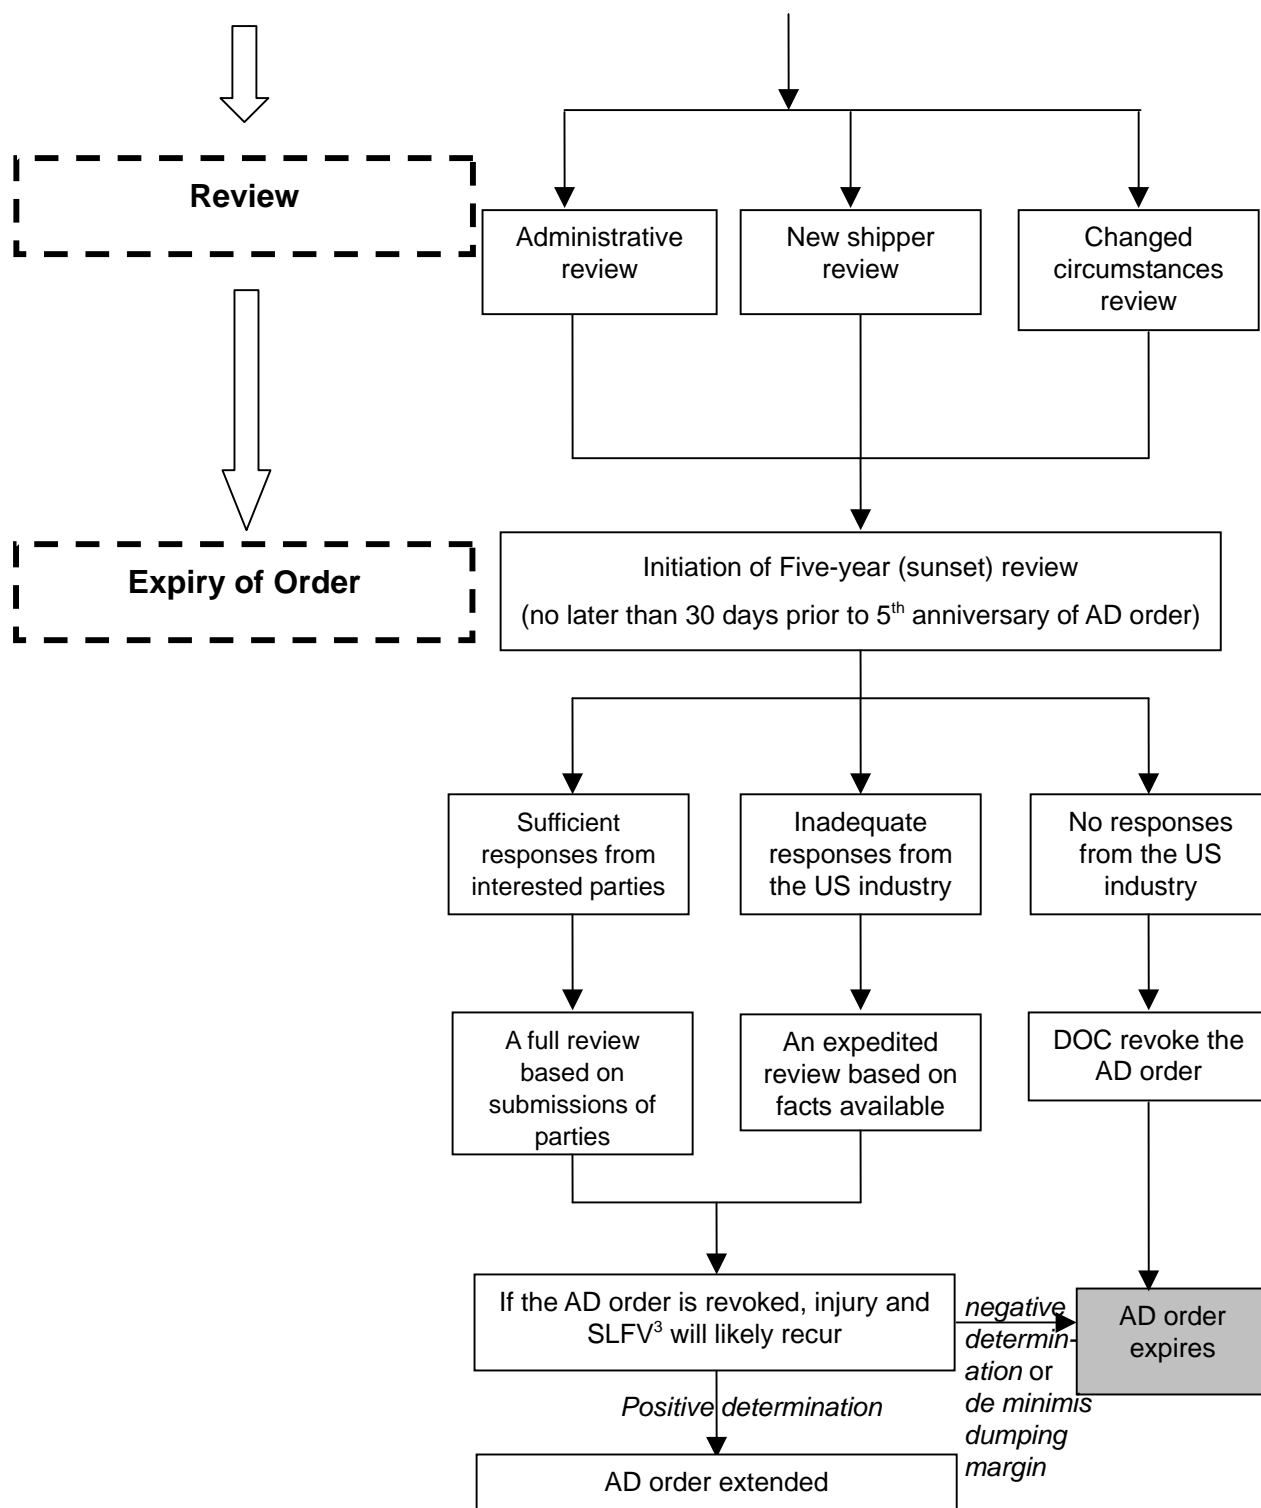 Review
Administrative
review
New shipper
review
Changed
circumstances
review
Expiry of Order
Initiation of Five-year (sunset) review
(no later than 30 days prior to 5th anniversary of AD order)
Sufficient
responses from
interested parties
Inadequate
responses from
the US industry
No responses
from the US
industry
A full review
based on
submissions of
parties
An expedited
review based on
facts available
DOC revoke the
AD order
If the AD order is revoked, injury and
SLFV3 will likely recur
negative
determin-
ation or
de minimis
dumping
margin
AD order
expires
Positive determination
AD order extended